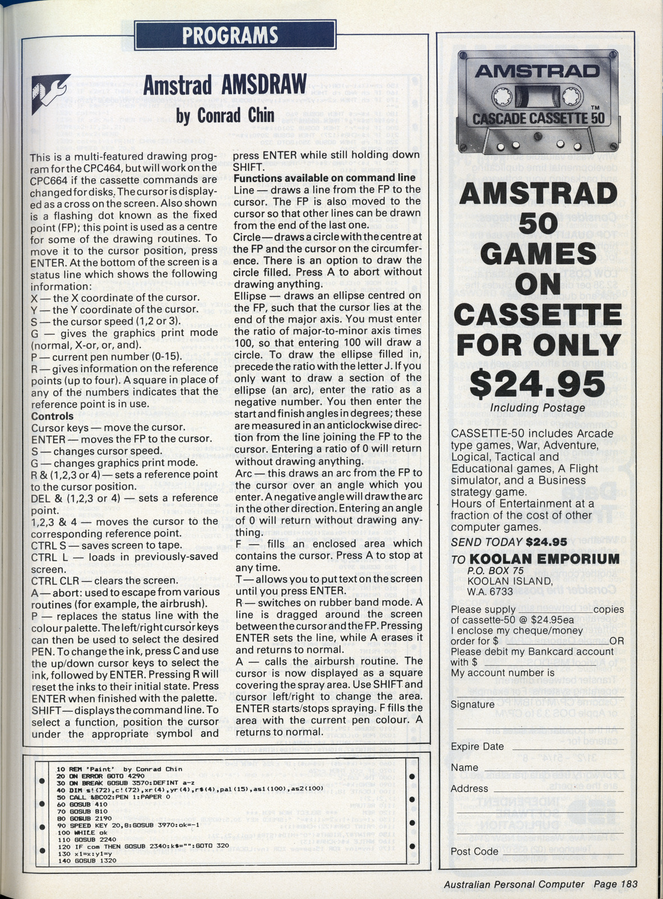 PROGRAMS
Amstrad AMSDRAW
by Conrad Chin
This is a multi-featured drawing prog-
ram for the CPC464, but will work on the
CPC664 if the cassette commands are
changed for disks. The cursor is display-
ed as a cross on the screen. Also shown
is a flashing dot known as the fixed
point (FP); this point is used as a centre
for some of the drawing routines. To
move it to the cursor position, press
ENTER. At the bottom of the screen is a
status line which shows the following
information:
X — the X coordinate of the cursor.
Y — the Y coordinate of the cursor.
S — the cursor speed (1,2 or 3).
G — gives the graphics print mode
(normal, X-or, or, and).
P — current pen number (0-15).
R — gives information on the reference
points (up to four). A square in place of
any of the numbers indicates that the
reference point is in use.
Controls
Cursor keys — move the cursor.
ENTER — moves the FP to the cursor.
S — changes cursor speed.
G — changes graphics print mode.
R & (1,2,3 or 4) — sets a reference point
to the cursor position.
DEL & (1,2,3 or 4) — sets a reference
point.
1,2,3 & 4 — moves the cursor to the
corresponding reference point.
CTRL S — saves screen to tape.
CTRL L — loads in previously-saved
screen.
CTRL CLR — clears the screen.
A — abort: used to escape from various
routines (for example, the airbrush).
P — replaces the status line with the
colour palette. The left/right cursor keys
can then be used to select the desired
PEN. To change the ink, press C and use
the up/down cursor keys to select the
ink, followed by ENTER. Pressing R will
reset the inks to their initial state. Press
ENTER when finished with the palette.
SHIFT — displays the command line. To
select a function, position the cursor
under the appropriate symbol and
press ENTER while still holding down
SHIFT.
Functions available on command line
Line — draws a line from the FP to the
cursor. The FP is also moved to the
cursor so that other lines can be drawn
from the end of the last one.
Circle — draws a circle with the centre at
the FP and the cursor on the circumfer-
ence. There is an option to draw the
circle filled. Press A to abort without
drawing anything.
Ellipse — draws an ellipse centred on
the FP, such that the cursor lies at the
end of the major axis. You must enter
the ratio of major-to-minor axis times
100, so that entering 100 will draw a
circle. To draw the ellipse filled in,
precede the ratio with the letter J. If you
only want to draw a section of the
ellipse (an arc), enter the ratio as a
negative number. You then enter the
start and finish angles in degrees; these
are measured in an anticlockwise direc-
tion from the line joining the FP to the
cursor. Entering a ratio of 0 will return
without drawing anything.
Arc — this draws an arc from the FP to
the cursor over an angle which you
enter. A negative angle will draw the arc
in the other direction. Entering an angle
of 0 will return without drawing any-
thing.
F — fills an enclosed area which
contains the cursor. Press A to stop at
any time.
T — allows you to put text on the screen
until you press ENTER.
R — switches on rubber band mode. A
line is dragged around the screen
between the cursor and the FP. Pressing
ENTER sets the line, while A erases it
and returns to normal.
A — calls the airbursh routine. The
cursor is now displayed as a square
covering the spray area. Use SHIFT and
cursor left/right to change the area.
ENTER starts/stops spraying. F fills the
area with the current pen colour. A
returns to normal.
10 REM 'Paint' by Conrad Chin
20 ON ERROR GOTO 4290
30 ON BREAK GOSUB 3570:DEFINT a-z
40 DIM s!(72),c!(72),xr(4),yr(4),r$(4),pal(15),as1(100),as2(100)
50 CALL &BC02:PEN 1:PAPER 0
60 GOSUB 410
70 GOSUB 810
80 GOSUB 2190
90 SPEED KEY 20,8:GOSUB 3970:ok=-1
100 WHILE ok
110 GOSUB 2240
120 IF com THEN GOSUB 2340:k$="":GOTO 320
130 x1=x:y1=y
140 GOSUB 1320
AMSTRAD
TM
CASCADE CASSETTE 50
AMSTRAD
50
GAMES
ON
CASSETTE
FOR ONLY
$24.95
Including Postage
CASSETTE-50 includes Arcade
type games, War, Adventure,
Logical, Tactical and
Educational games, A Flight
simulator, and a Business
strategy game.
Hours of Entertainment at a
fraction of the cost of other
computer games.
SEND TODAY $24.95
TO KOOLAN EMPORIUM
P.O. BOX 75
KOOLAN ISLAND,
W.A. 6733
Please supply copies
of cassette-50 @ $24.95ea
I enclose my cheque/money
order for $ OR
Please debit my Bankcard account
with $
My account number is
Signature
Expire Date
Name
Address
Post Code
Australian Personal Computer Page 183